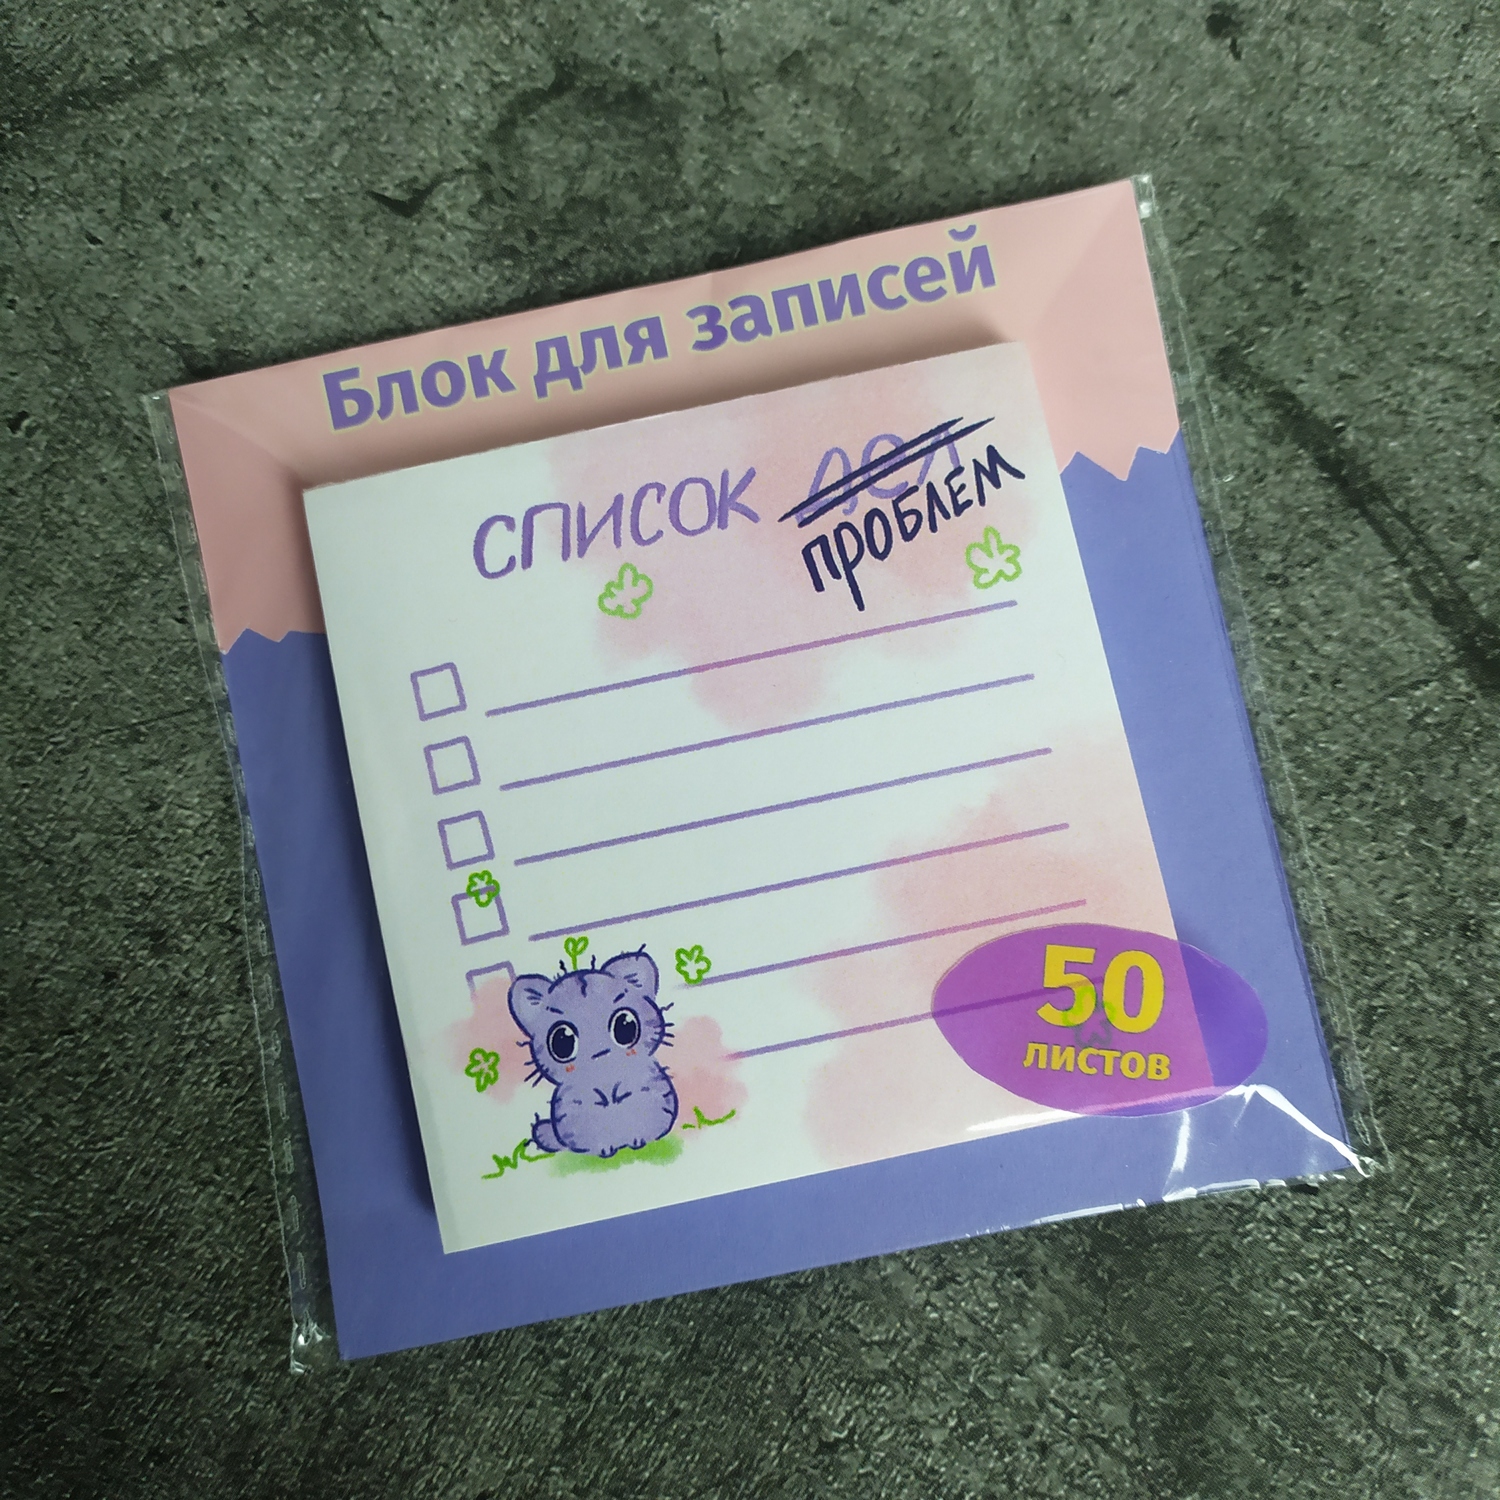 Блок для записей
СПИСОК дел
ПРОБЛЕМ
50
листов